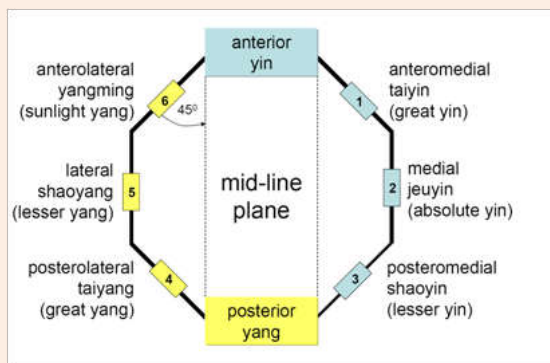 anterior
yin
anterolateral
yangming
(sunlight yang)
6
45⁰
anteromedial
taiyin
(great yin)
1
lateral
shaoyang
(lesser yang)
5
mid-line
plane
medial
jeuyin
(absolute yin)
2
posterolateral
taiyang
(great yang)
4
posteromedial
shaoyin
(lesser yin)
3
posterior
yang